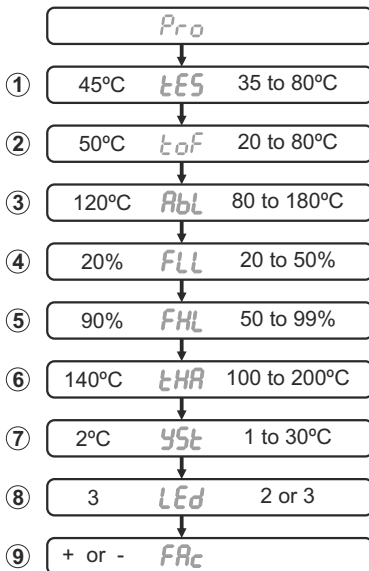 Pro
① 45ºC tES 35 to 80ºC
② 50ºC toF 20 to 80ºC
③ 120ºC AbL 80 to 180ºC
④ 20% FLL 20 to 50%
⑤ 90% FHL 50 to 99%
⑥ 140ºC tHA 100 to 200ºC
⑦ 2ºC YSt 1 to 30ºC
⑧ 3 LEd 2 or 3
⑨ + or - FAc